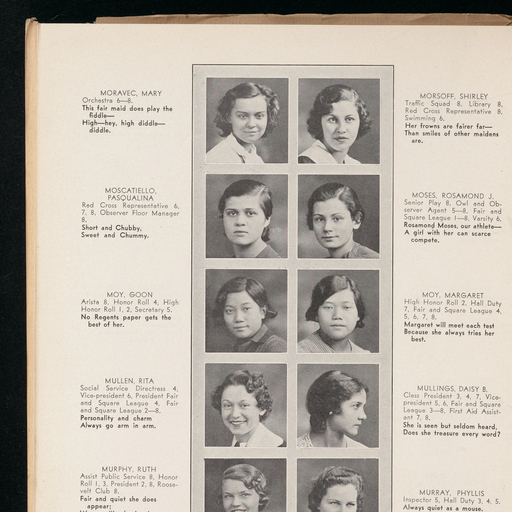 MORAVEC, MARY
Orchestra 6—8.
This fair maid does play the
fiddle—
High—hey, high diddle—
diddle.
MORSOFF, SHIRLEY
Traffic Squad 8, Library 8,
Red Cross Representative 8,
Swimming 6.
Her frowns are fairer far—
Than smiles of other maidens
are.
MOSCATIELLO,
PASQUALINA
Red Cross Representative 6,
7, 8, Observer Floor Manager
8.
Short and Chubby,
Sweet and Chummy.
MOSES, ROSAMOND J.
Senior Play 8, Owl and Ob-
server Agent 5—8, Fair and
Square League 1—8, Varsity 6.
Rosamond Moses, our athlete—
A girl with her can scarce
compete.
MOY, GOON
Arista 8, Honor Roll 4, High
Honor Roll 1, 2, Secretary 5.
No Regents paper gets the
best of her.
MOY, MARGARET
High Honor Roll 2, Hall Duty
7, Fair and Square League 4,
5, 6, 7, 8.
Margaret will meet each test
Because she always tries her
best.
MULLEN, RITA
Social Service Directress 4,
Vice-president 6, President Fair
and Square League 4, Fair
and Square League 2—8.
Personality and charm
Always go arm in arm.
MULLINGS, DAISY B.
Class President 3, 4, 7, Vice-
president 5, 6, Fair and Square
League 3—8, First Aid Assist-
ant 7, 8.
She is seen but seldom heard,
Does she treasure every word?
MURPHY, RUTH
Assist Public Service 8, Honor
Roll 1, 3, President 2, 8, Roose-
velt Club 8.
Fair and quiet she does
appear;
MURRAY, PHYLLIS
Inspector 5, Hall Duty 3, 4, 5.
Always quiet as a mouse.